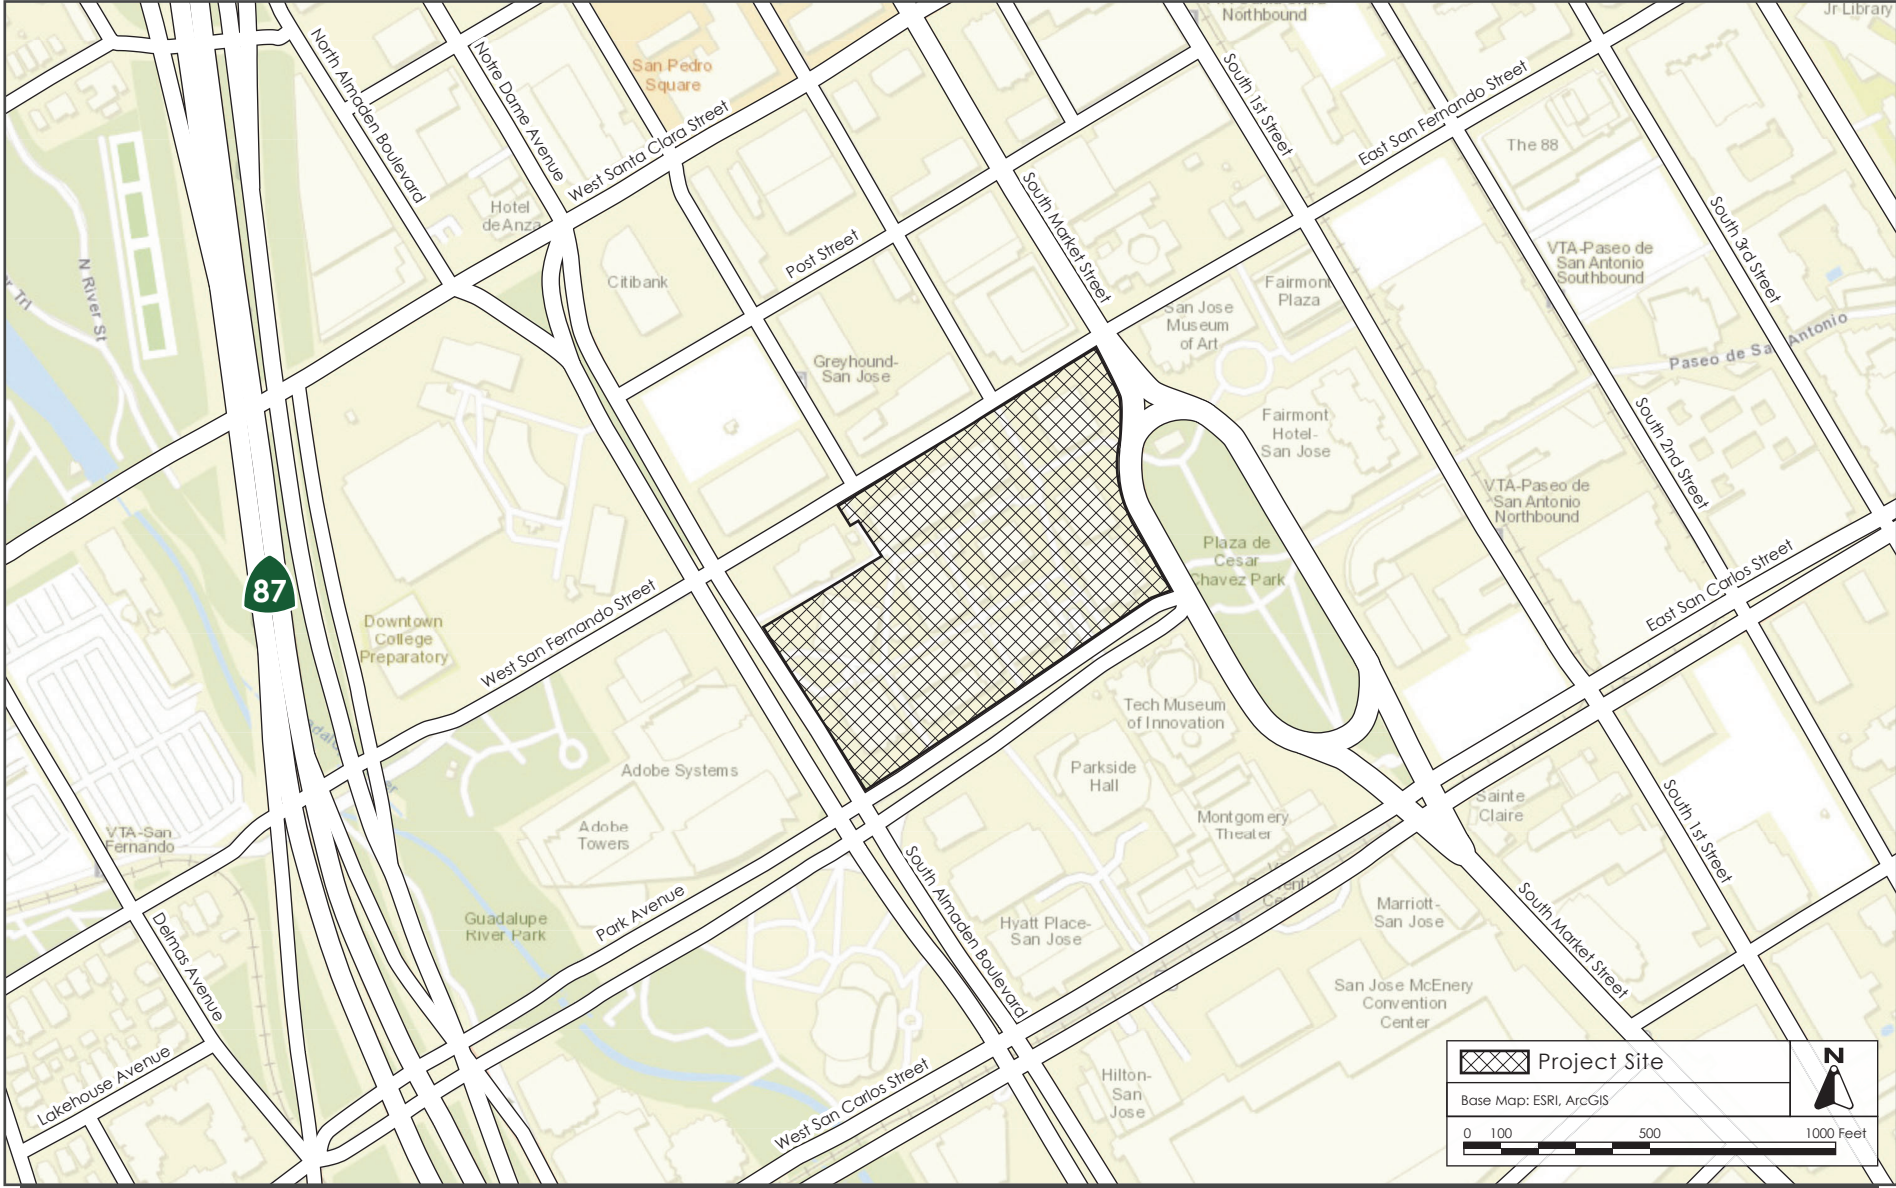 Northbound
Jr Library
North Almaden Boulevard
Notre Dame Avenue
San Pedro
Square
South 1st Street
East San Fernando Street
The 88
West Santa Clara Street
Hotel
de Anza
South Market Street
South 3rd Street
N River St
Post Street
Citibank
VTA-Paseo de
San Antonio
Southbound
Fairmont
Plaza
San Jose
Museum
of Art
Paseo de San Antonio
Greyhound-
San Jose
Fairmont
Hotel-
San Jose
South 2nd Street
VTA-Paseo de
San Antonio
Northbound
Plaza de
Cesar
Chavez Park
87
East San Carlos Street
Downtown
College
Preparatory
West San Fernando Street
Tech Museum
of Innovation
Adobe Systems
Parkside
Hall
Sainte
Claire
South 1st Street
Adobe
Towers
Montgomery
Theater
VTA-San
Fernando
South Almaden Boulevard
Park Avenue
Guadalupe
River Park
Hyatt Place-
San Jose
Marriott-
San Jose
South Market Street
Delmas Avenue
San Jose McEnery
Convention
Center
Lakehouse Avenue
West San Carlos Street
Hilton-
San
Jose
Project Site
N
Base Map: ESRI, ArcGIS
0 100 500 1000 Feet